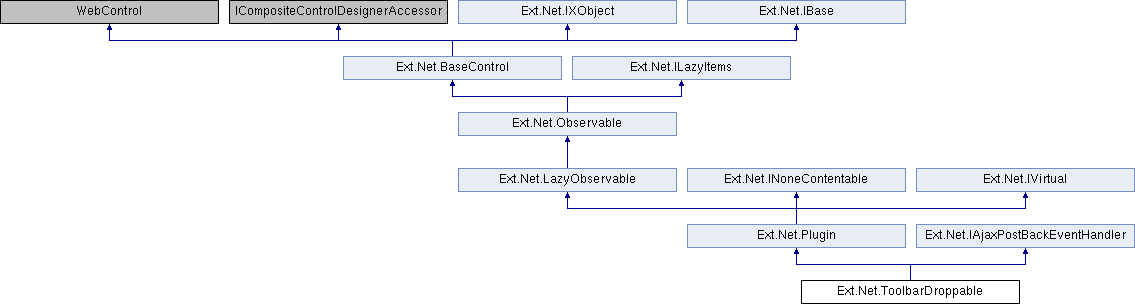 WebControl
ICompositeControlDesignerAccessor
Ext.Net.IXObject
Ext.Net.IBase
Ext.Net.BaseControl
Ext.Net.ILazyItems
Ext.Net.Observable
Ext.Net.LazyObservable
Ext.Net.INoneContentable
Ext.Net.IVirtual
Ext.Net.Plugin
Ext.Net.IAjaxPostBackEventHandler
Ext.Net.ToolbarDroppable